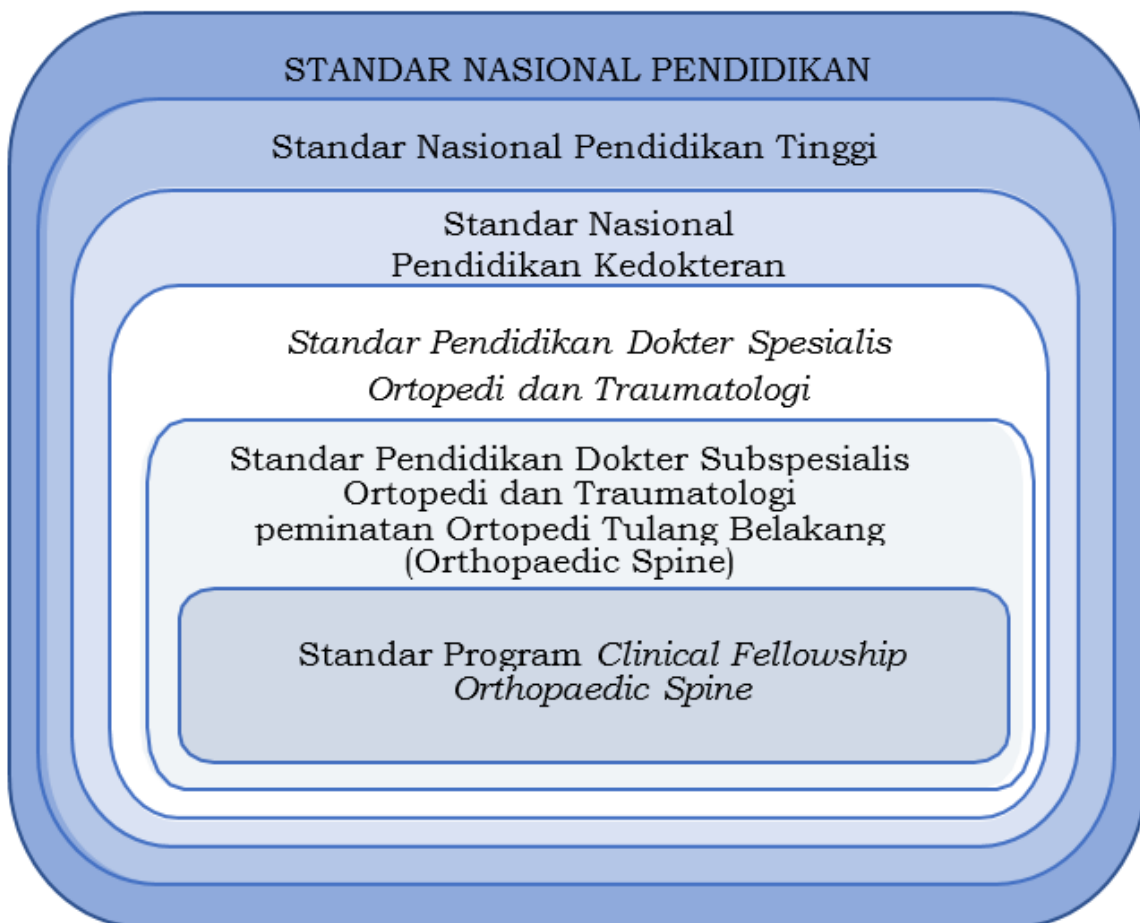 STANDAR NASIONAL PENDIDIKAN
Standar Nasional Pendidikan Tinggi
Standar Nasional
Pendidikan Kedokteran
Standar Pendidikan Dokter Spesialis
Ortopedi dan Traumatologi
Standar Pendidikan Dokter Subspesialis
Ortopedi dan Traumatologi
peminatan Ortopedi Tulang Belakang
(Orthopaedic Spine)
Standar Program Clinical Fellowship
Orthopaedic Spine